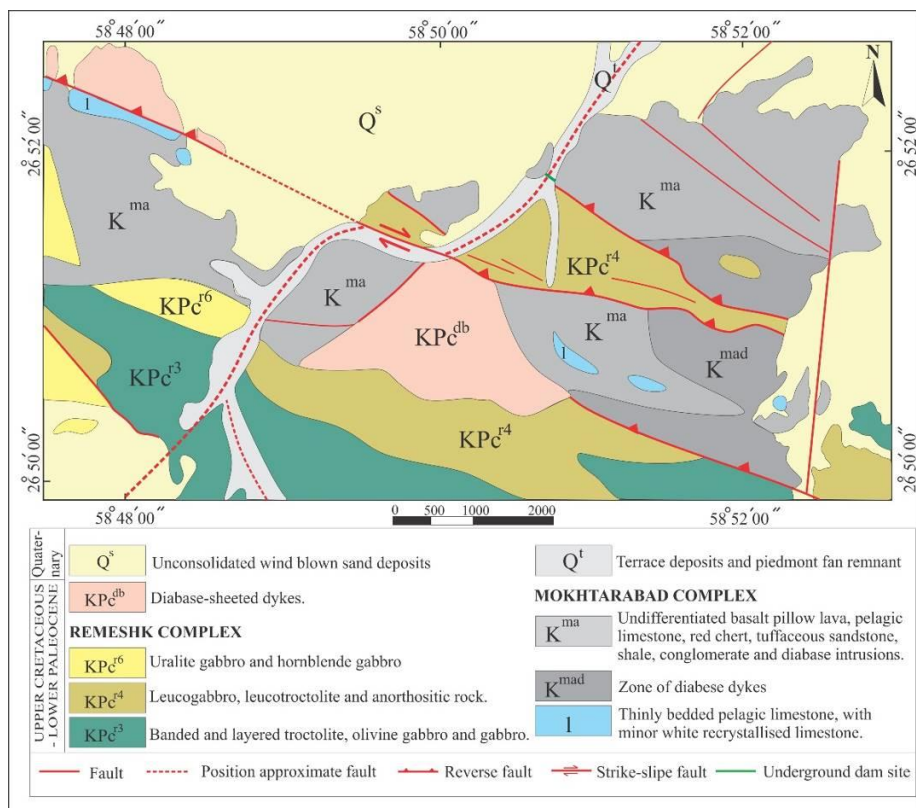 58° 48′ 00″
58° 50′ 00″
58° 52′ 00″
N
Q^t
l
Q^s
26° 52′ 00″
26° 52′ 00″
K^ma
K^ma
KPc^r4
KPc^r6
K^ma
K^ma
KPc^db
l
K^mad
KPc^r3
KPc^r4
26° 50′ 00″
26° 50′ 00″
58° 48′ 00″
0 500 1000 2000
58° 52′ 00″
Quater-
nary
UPPER CRETACEOUS
- LOWER PALEOCENE
Q^s Unconsolidated wind blown sand deposits
KPc^db Diabase-sheeted dykes.
REMESHK COMPLEX
KPc^r6 Uralite gabbro and hornblende gabbro
KPc^r4 Leucogabbro, leucotroctolite and anorthositic rock.
KPc^r3 Banded and layered troctolite, olivine gabbro and gabbro.
Q^t Terrace deposits and piedmont fan remnant
MOKHTARABAD COMPLEX
K^ma Undifferentiated basalt pillow lava, pelagic
limestone, red chert, tuffaceous sandstone,
shale, conglomerate and diabase intrusions.
K^mad Zone of diabese dykes
l Thinly bedded pelagic limestone, with
minor white recrystallised limestone.
Fault Position approximate fault Reverse fault Strike-slipe fault Underground dam site